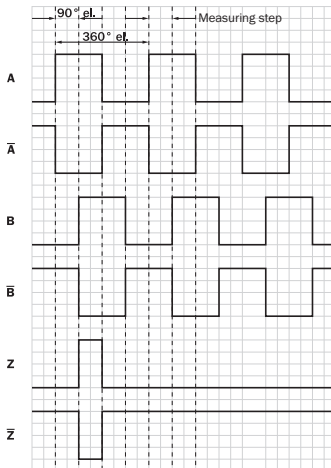 90° el.
Measuring step
360° el.
A
A̅
B
B̅
Z
Z̅